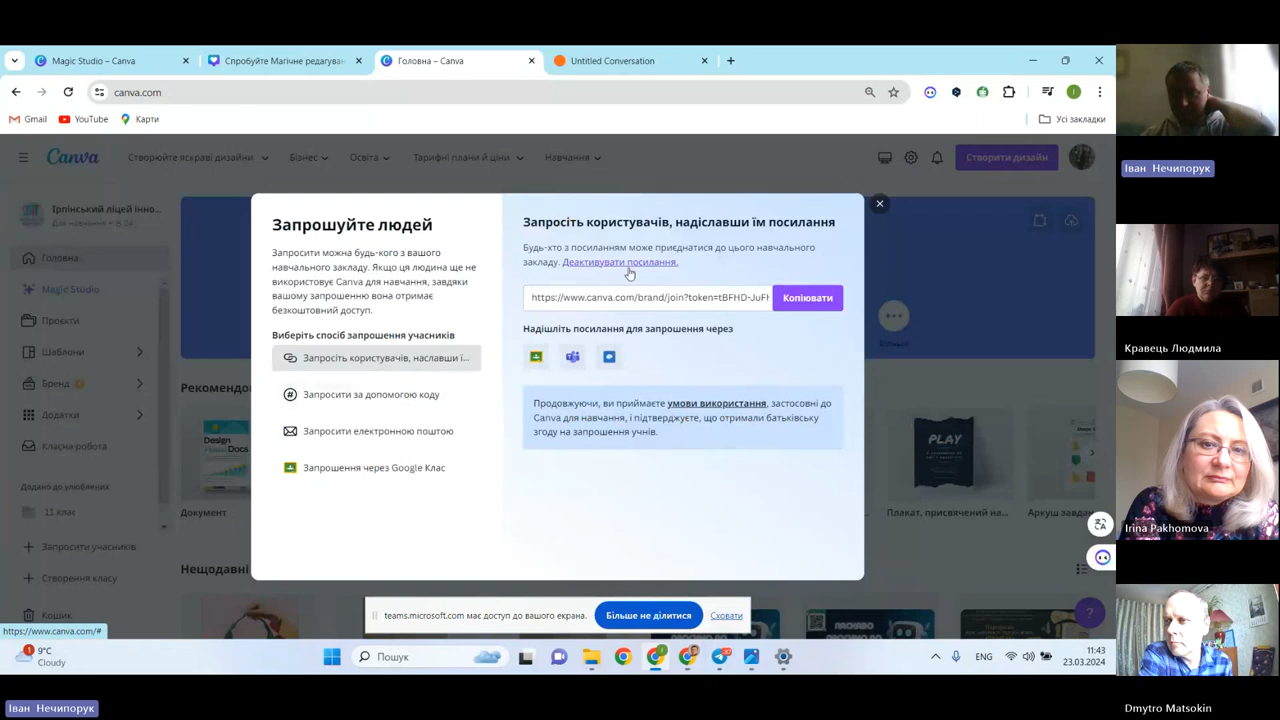 Magic Studio – Canva
Спробуйте Магічне редагуван
Головна – Canva
Untitled Conversation
canva.com
Gmail
YouTube
Карти
Усі закладки
Canva
Створюйте яскраві дизайни
Бізнес
Освіта
Тарифні плани й ціни
Навчання
Створити дизайн
Ірпінський ліцей інно...
Головна
Magic Studio
Проєкти
Шаблони
Бренд
Додатки
Класна робота
Додано до улюблених
11 клас
Запросити учасників
Створення класу
Кошик
Рекомендо
Документ
Нещодавні
Запрошуйте людей
Запросити можна будь-кого з вашого
навчального закладу. Якщо ця людина ще не
використовує Canva для навчання, завдяки
вашому запрошенню вона отримає
безкоштовний доступ.
Виберіть спосіб запрошення учасників
Запросіть користувачів, наславши ї...
Запросити за допомогою коду
Запросити електронною поштою
Запрошення через Google Клас
Запросіть користувачів, надіславши їм посилання
Будь-хто з посиланням може приєднатися до цього навчального
закладу. Деактивувати посилання.
https://www.canva.com/brand/join?token=tBFHD-JuFH
Копіювати
Надішліть посилання для запрошення через
Продовжуючи, ви приймаєте умови використання, застосовні до
Canva для навчання, і підтверджуєте, що отримали батьківську
згоду на запрошення учнів.
PLAY
Плакат, присвячений на...
Аркуш завдан
teams.microsoft.com має доступ до вашого екрана.
Більше не ділитися
Сховати
https://www.canva.com/#
9°C
Cloudy
Пошук
ENG
11:43
23.03.2024
Іван Нечипорук
Кравець Людмила
Irina Pakhomova
Dmytro Matsokin
Іван Нечипорук